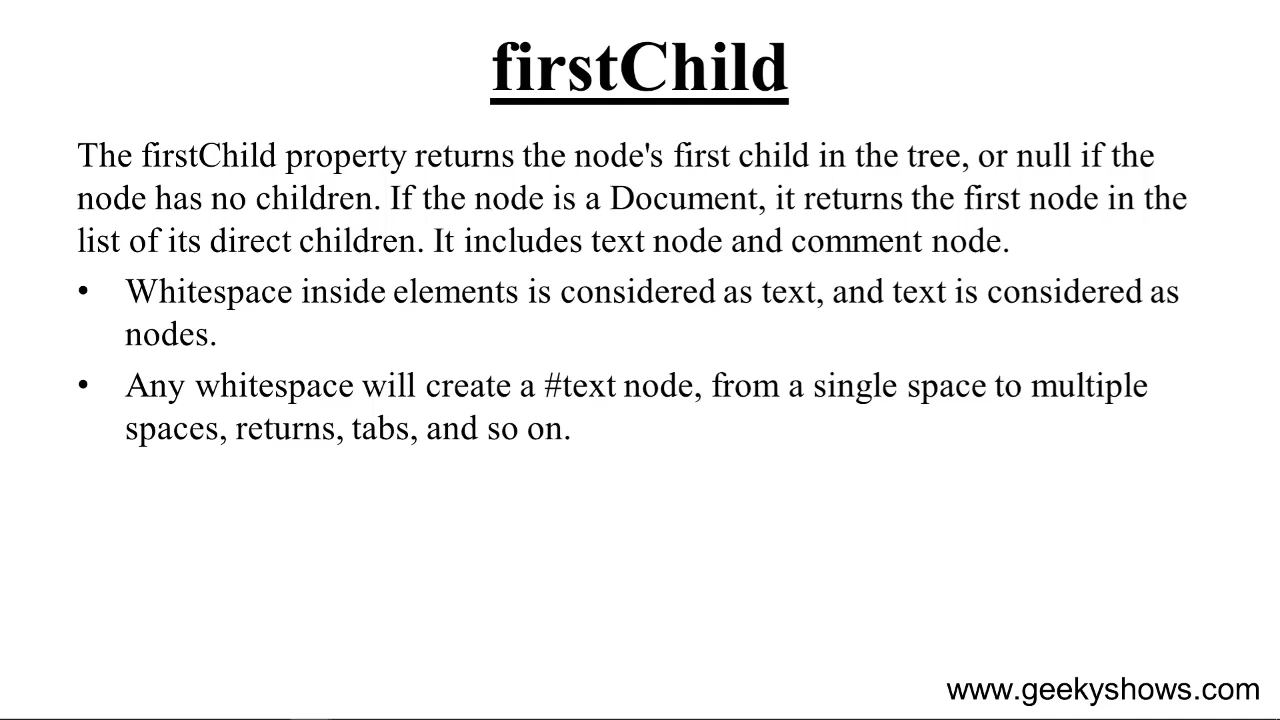 firstChild
The firstChild property returns the node's first child in the tree, or null if the
node has no children. If the node is a Document, it returns the first node in the
list of its direct children. It includes text node and comment node.
• Whitespace inside elements is considered as text, and text is considered as
nodes.
• Any whitespace will create a #text node, from a single space to multiple
spaces, returns, tabs, and so on.
www.geekyshows.com